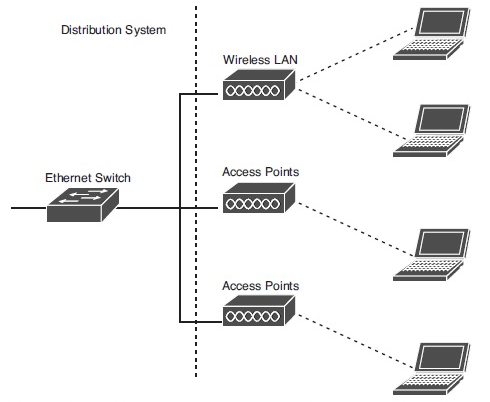 Distribution System
Wireless LAN
Access Points
Ethernet Switch
Access Points